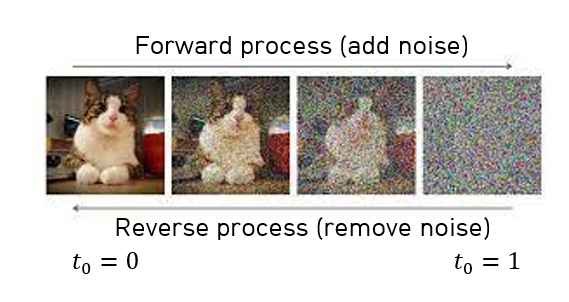 Forward process (add noise)
Reverse process (remove noise)
t₀ = 0
t₀ = 1